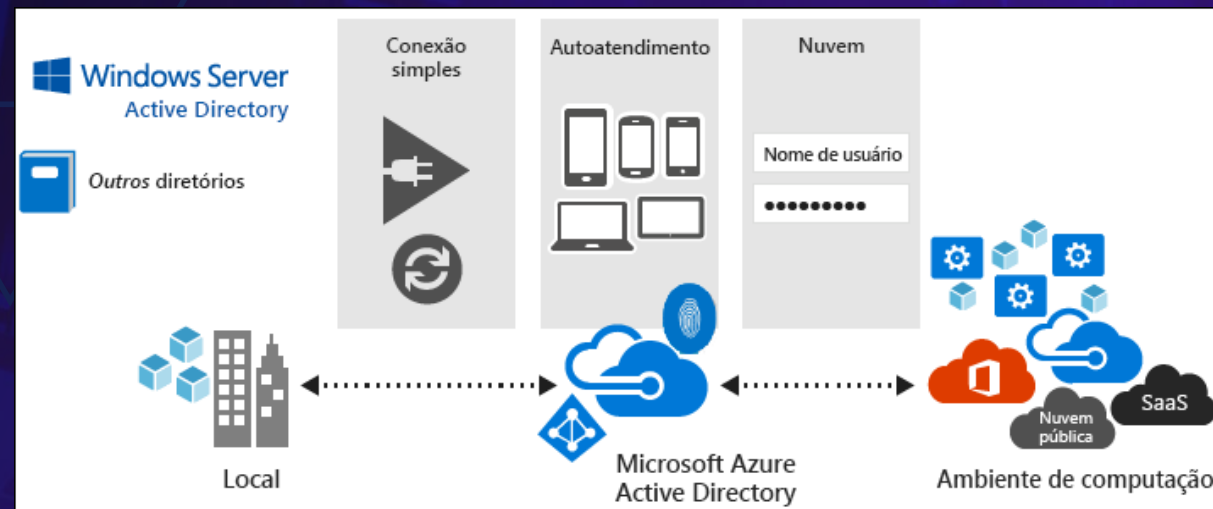 Windows Server
Active Directory
Outros diretórios
Conexão
simples
Autoatendimento
Nuvem
Nome de usuário
•••••••••
Local
Microsoft Azure
Active Directory
Nuvem
pública
SaaS
Ambiente de computação